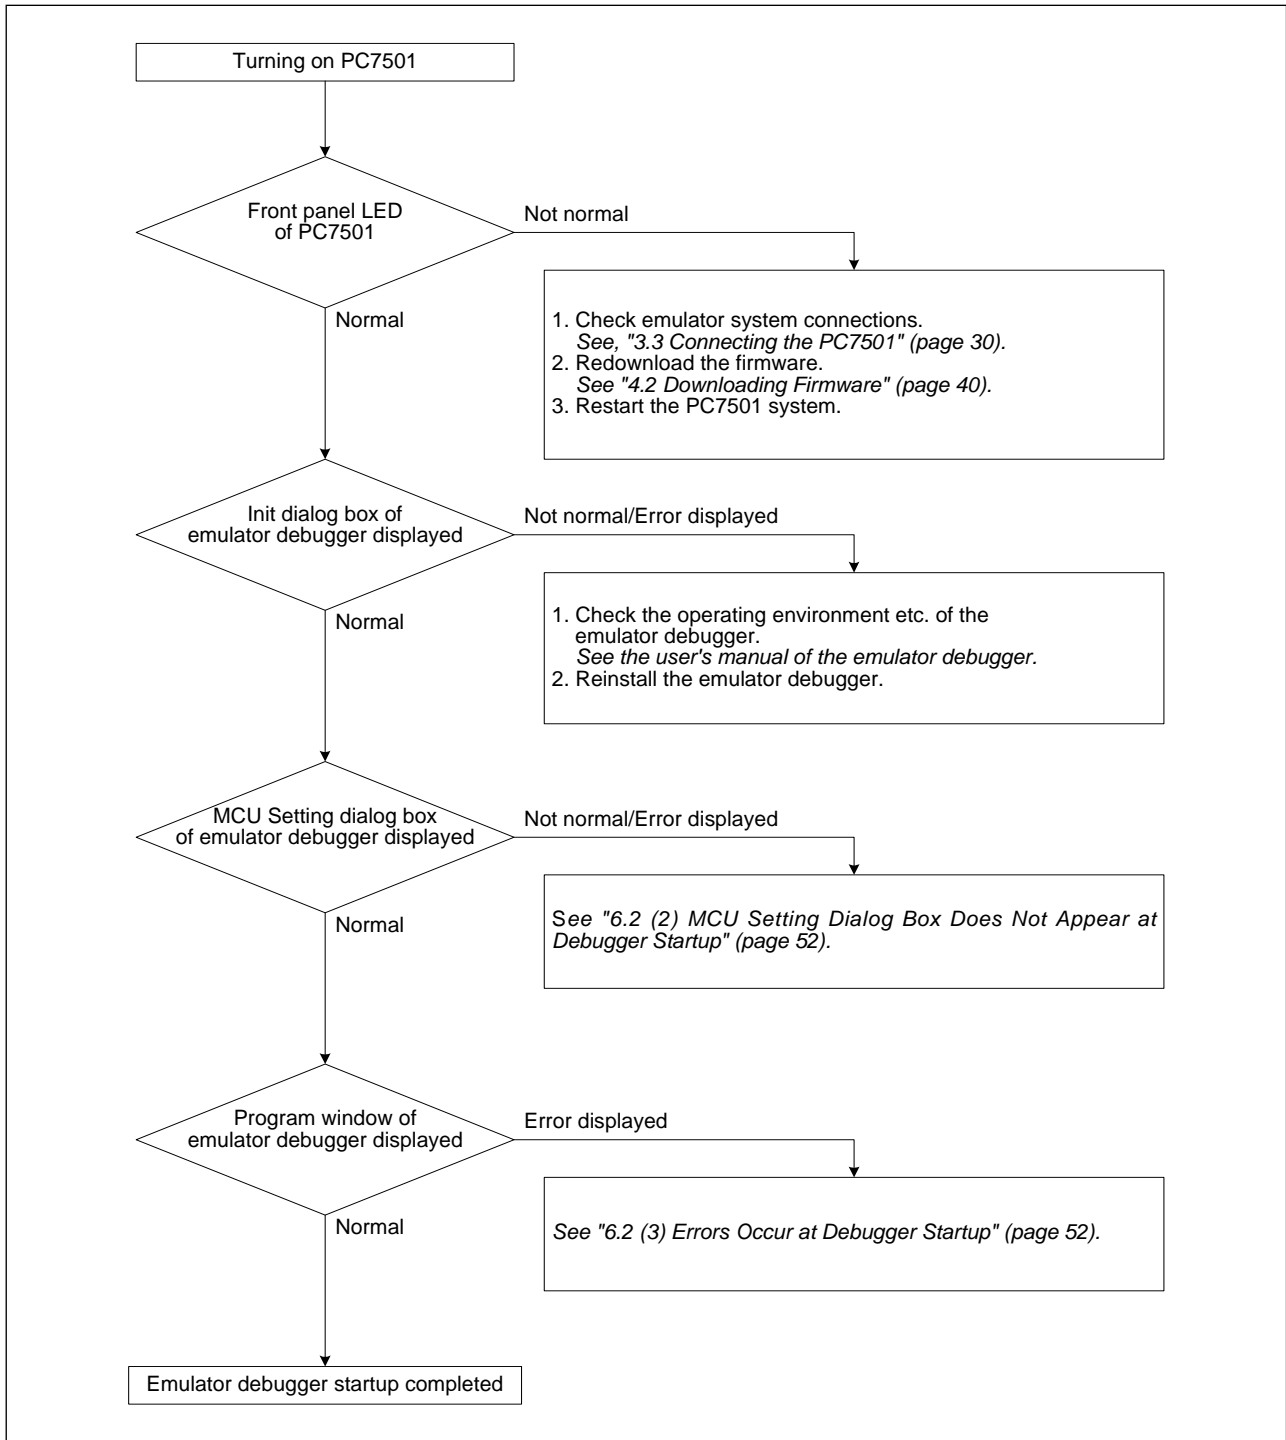 Turning on PC7501
Front panel LED
of PC7501
Not normal
Normal
1. Check emulator system connections.
See, "3.3 Connecting the PC7501" (page 30).
2. Redownload the firmware.
See "4.2 Downloading Firmware" (page 40).
3. Restart the PC7501 system.
Init dialog box of
emulator debugger displayed
Not normal/Error displayed
Normal
1. Check the operating environment etc. of the
emulator debugger.
See the user's manual of the emulator debugger.
2. Reinstall the emulator debugger.
MCU Setting dialog box
of emulator debugger displayed
Not normal/Error displayed
Normal
See "6.2 (2) MCU Setting Dialog Box Does Not Appear at
Debugger Startup" (page 52).
Program window of
emulator debugger displayed
Error displayed
Normal
See "6.2 (3) Errors Occur at Debugger Startup" (page 52).
Emulator debugger startup completed